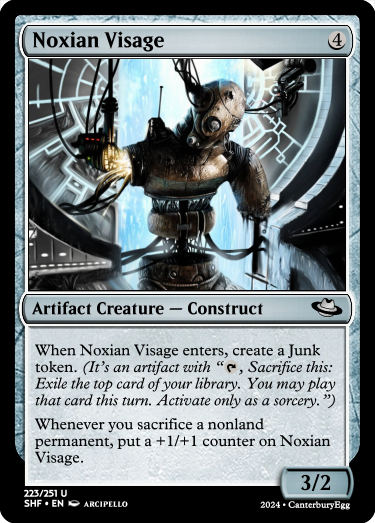 Noxian Visage 4
Artifact Creature — Construct
When Noxian Visage enters, create a Junk
token. (It's an artifact with “, Sacrifice this:
Exile the top card of your library. You may play
that card this turn. Activate only as a sorcery.”)
Whenever you sacrifice a nonland
permanent, put a +1/+1 counter on Noxian
Visage.
3/2
223/251 U
SHF • EN ARCIPELLO
2024 • CanterburyEgg